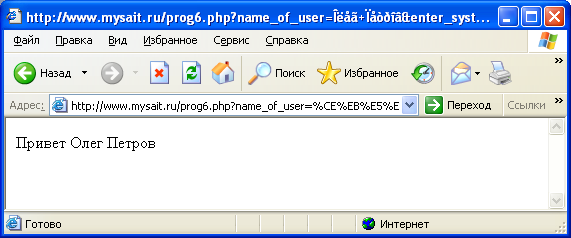 http://www.mysait.ru/prog6.php?name_of_user=Îëåã+Ïåòðîâ&enter_syst...
Файл Правка Вид Избранное Сервис Справка
Назад Поиск Избранное
Адрес: http://www.mysait.ru/prog6.php?name_of_user=%CE%EB%E5%E Переход Ссылки
Привет Олег Петров
Готово Интернет